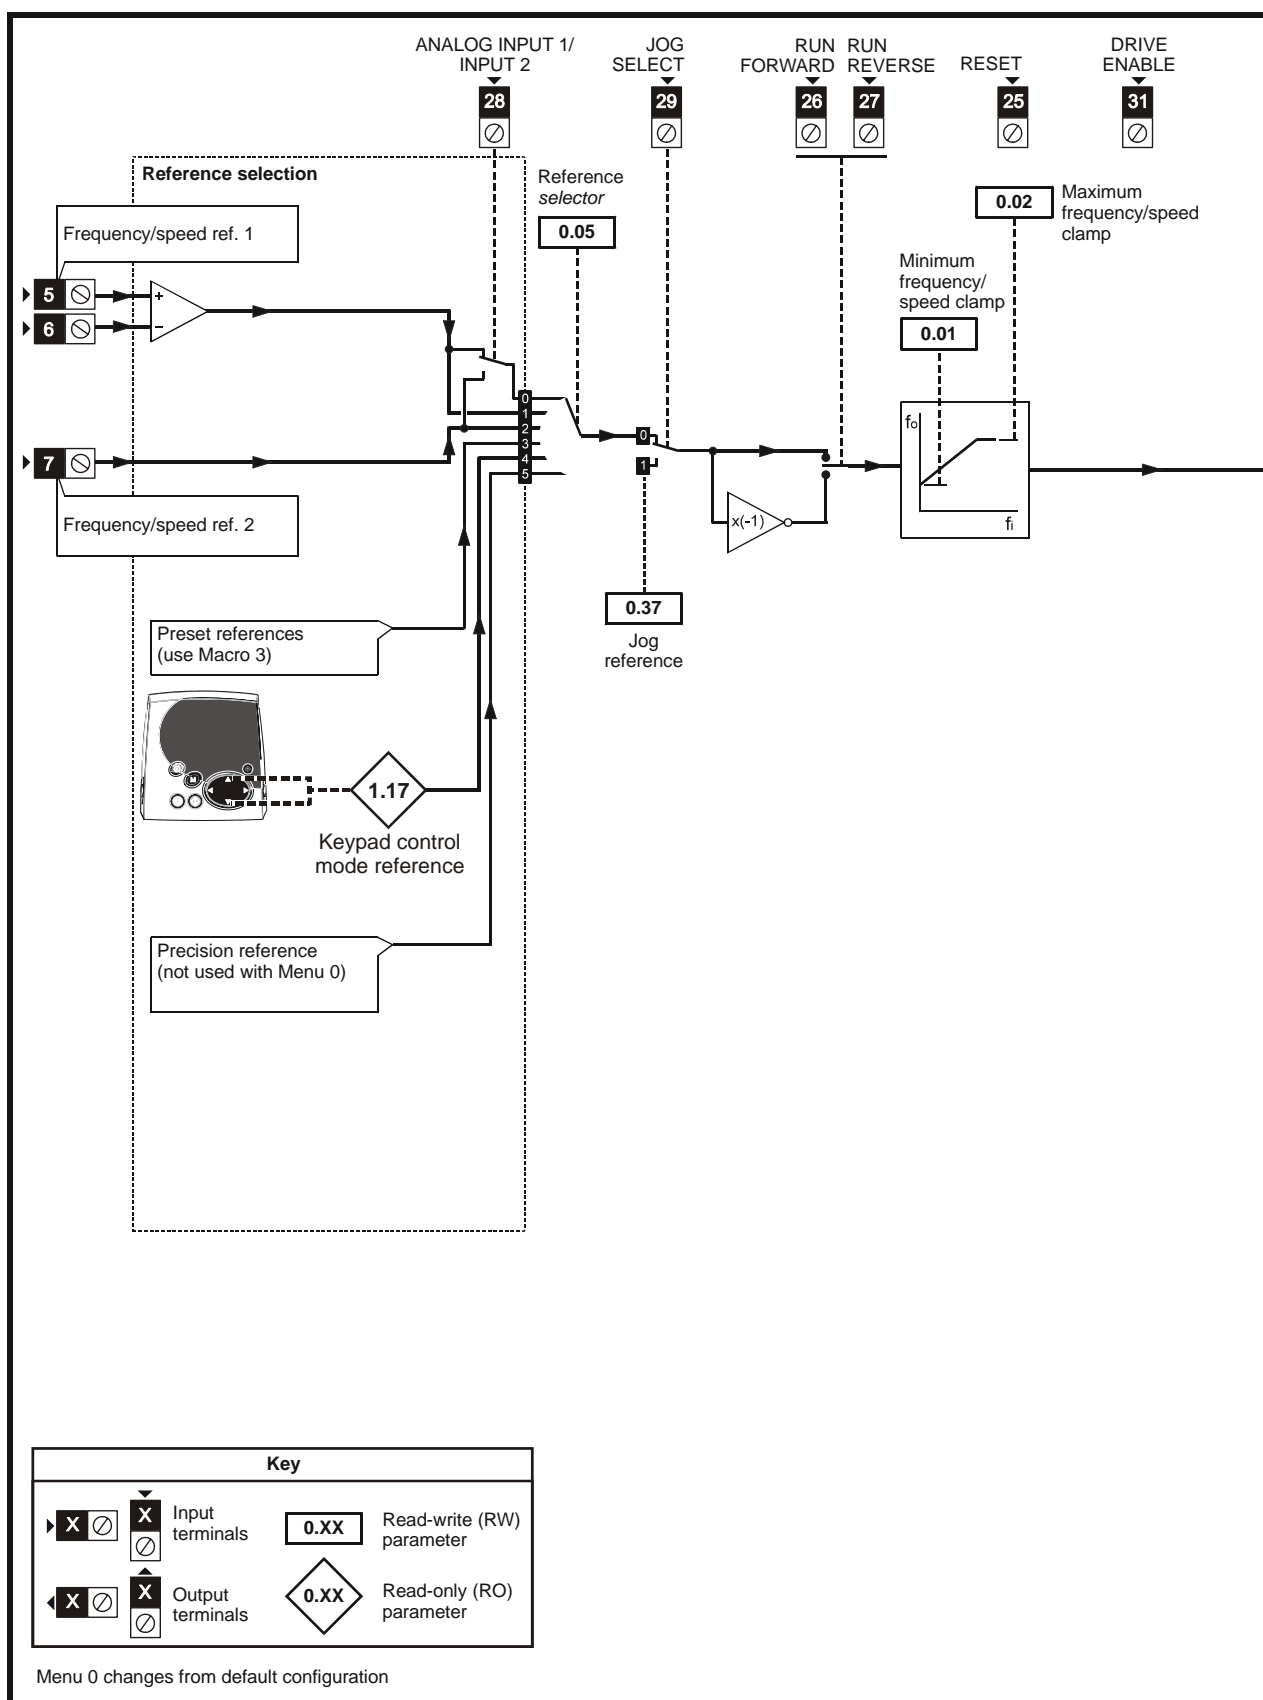 ANALOG INPUT 1/
INPUT 2
JOG
SELECT
RUN
FORWARD
RUN
REVERSE
RESET
DRIVE
ENABLE
28
29
26
27
25
31
Reference selection
Reference
selector
0.05
0.02
Maximum
frequency/speed
clamp
Frequency/speed ref. 1
Minimum
frequency/
speed clamp
0.01
5
+
6
–
0
1
2
3
4
5
0
1
fo
fi
7
x(-1)
Frequency/speed ref. 2
0.37
Jog
reference
Preset references
(use Macro 3)
M
1.17
Keypad control
mode reference
Precision reference
(not used with Menu 0)
Key
X
X
Input
terminals
0.XX
Read-write (RW)
parameter
X
X
Output
terminals
0.XX
Read-only (RO)
parameter
Menu 0 changes from default configuration